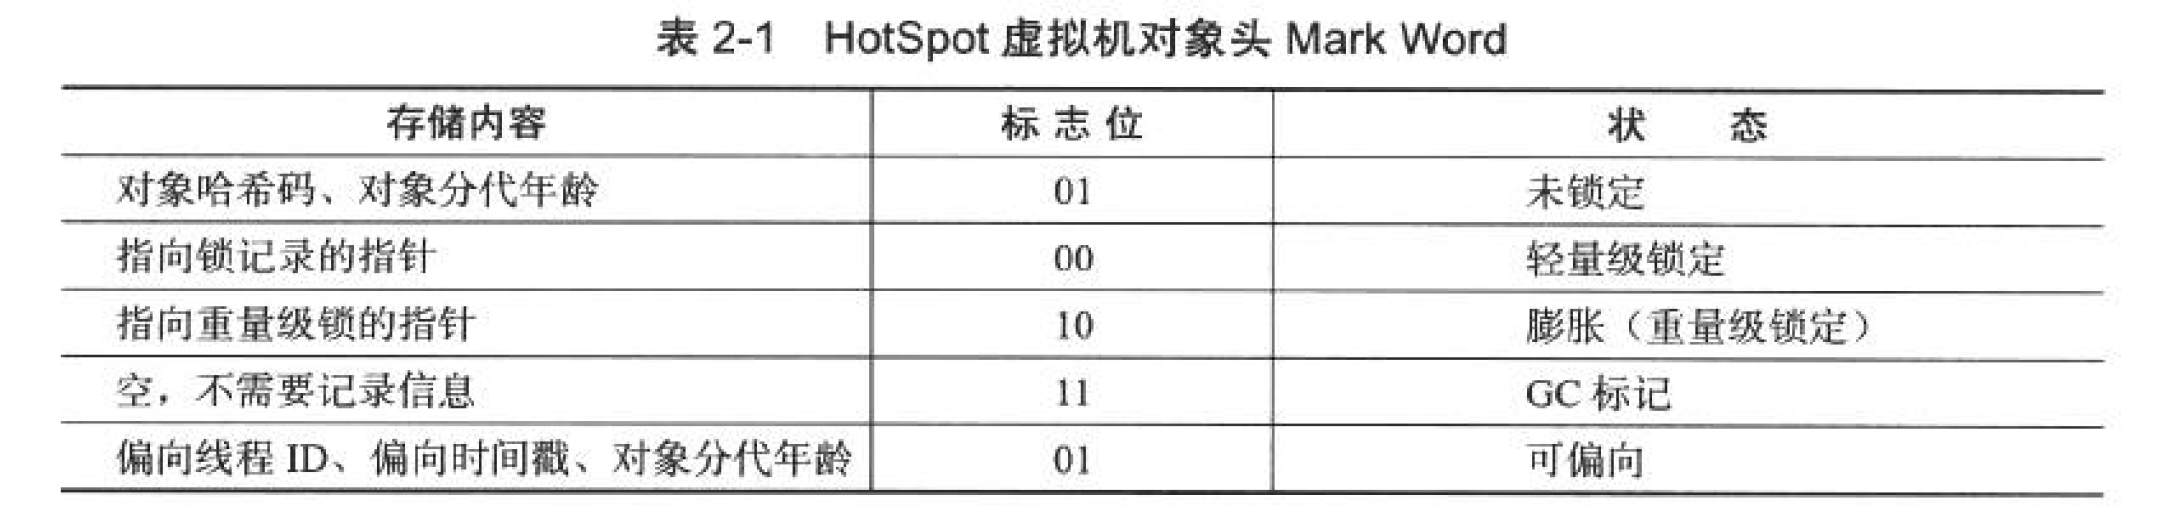 表 2-1 HotSpot 虚拟机对象头 Mark Word
存储内容 标志位 状态
对象哈希码、对象分代年龄 01 未锁定
指向锁记录的指针 00 轻量级锁定
指向重量级锁的指针 10 膨胀（重量级锁定）
空，不需要记录信息 11 GC 标记
偏向线程 ID、偏向时间戳、对象分代年龄 01 可偏向